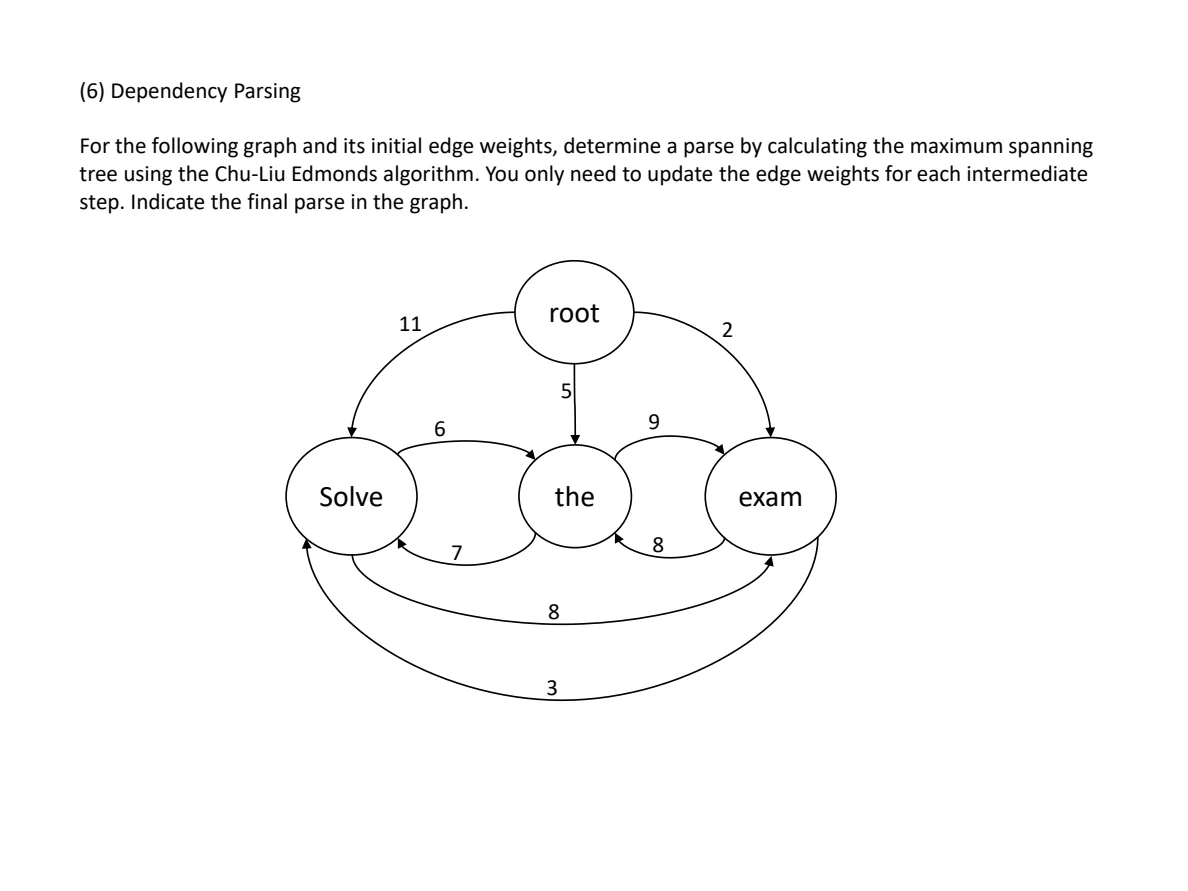 (6) Dependency Parsing
For the following graph and its initial edge weights, determine a parse by calculating the maximum spanning
tree using the Chu-Liu Edmonds algorithm. You only need to update the edge weights for each intermediate
step. Indicate the final parse in the graph.
root
11
2
5
6
9
Solve
the
exam
7
8
8
3